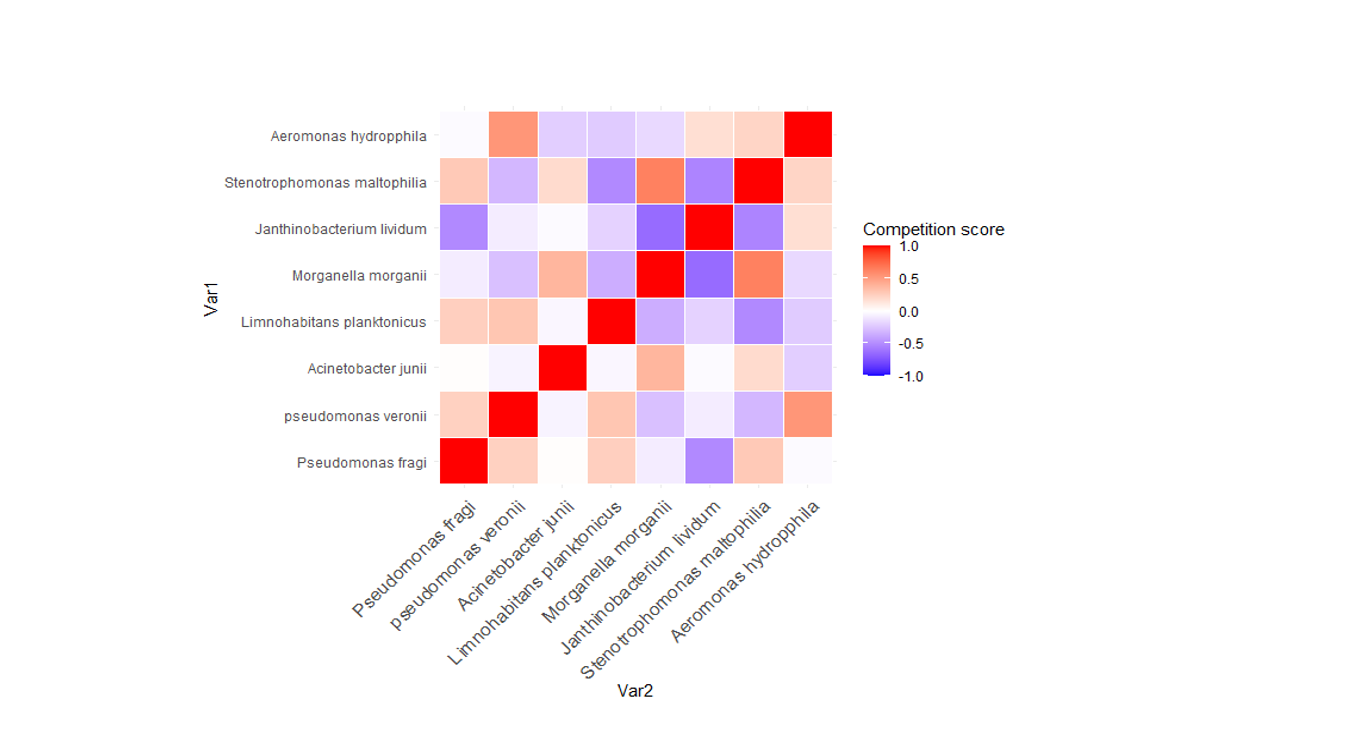 Aeromonas hydropphila
Stenotrophomonas maltophilia
Janthinobacterium lividum
Morganella morganii
Limnohabitans planktonicus
Acinetobacter junii
pseudomonas veronii
Pseudomonas fragi
Var1
Pseudomonas fragi
pseudomonas veronii
Acinetobacter junii
Limnohabitans planktonicus
Morganella morganii
Janthinobacterium lividum
Stenotrophomonas maltophilia
Aeromonas hydropphila
Var2
Competition score
1.0
0.5
0.0
-0.5
-1.0